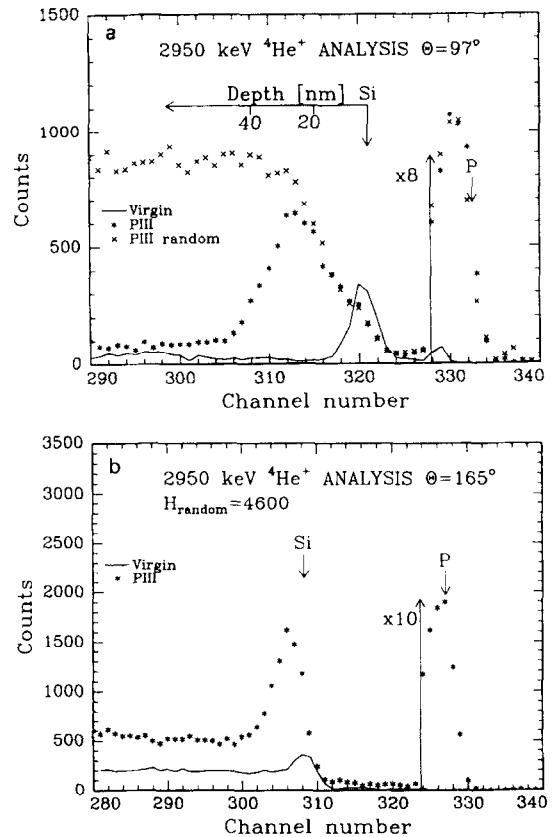 1500
a
2950 keV ⁴He⁺ ANALYSIS Θ=97°
Depth [nm] Si
40 20
1000
x8
P
Virgin
PIII
PIII random
500
Counts
0
290 300 310 320 330 340
Channel number
3500
b
2950 keV ⁴He⁺ ANALYSIS Θ=165°
3000
H_random=4600
2500
Si
Virgin
PIII
P
2000
x10
1500
1000
500
Counts
0
280 290 300 310 320 330 340
Channel number